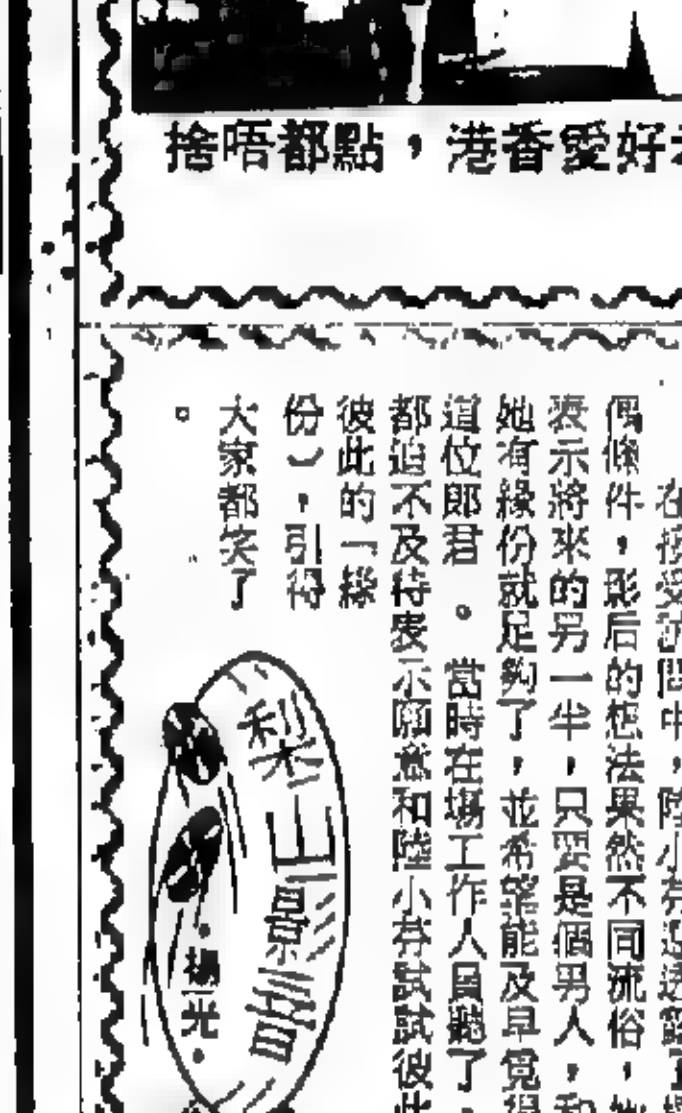 好愛香港，點都唔捨
在接受訪問中，陸小芬還透露了
偶條件，影后的想法果然不同流俗，她
表示將來的另一半，只要是個男人，和
她有緣份就足夠了，並希望能及早覓得
這位郎君。當時在場工作人員聽了，
都迫不及待表示願意和陸小芬試試彼此
彼此的「緣
份」，引得
大家都笑了
。
梨山
・楊光・